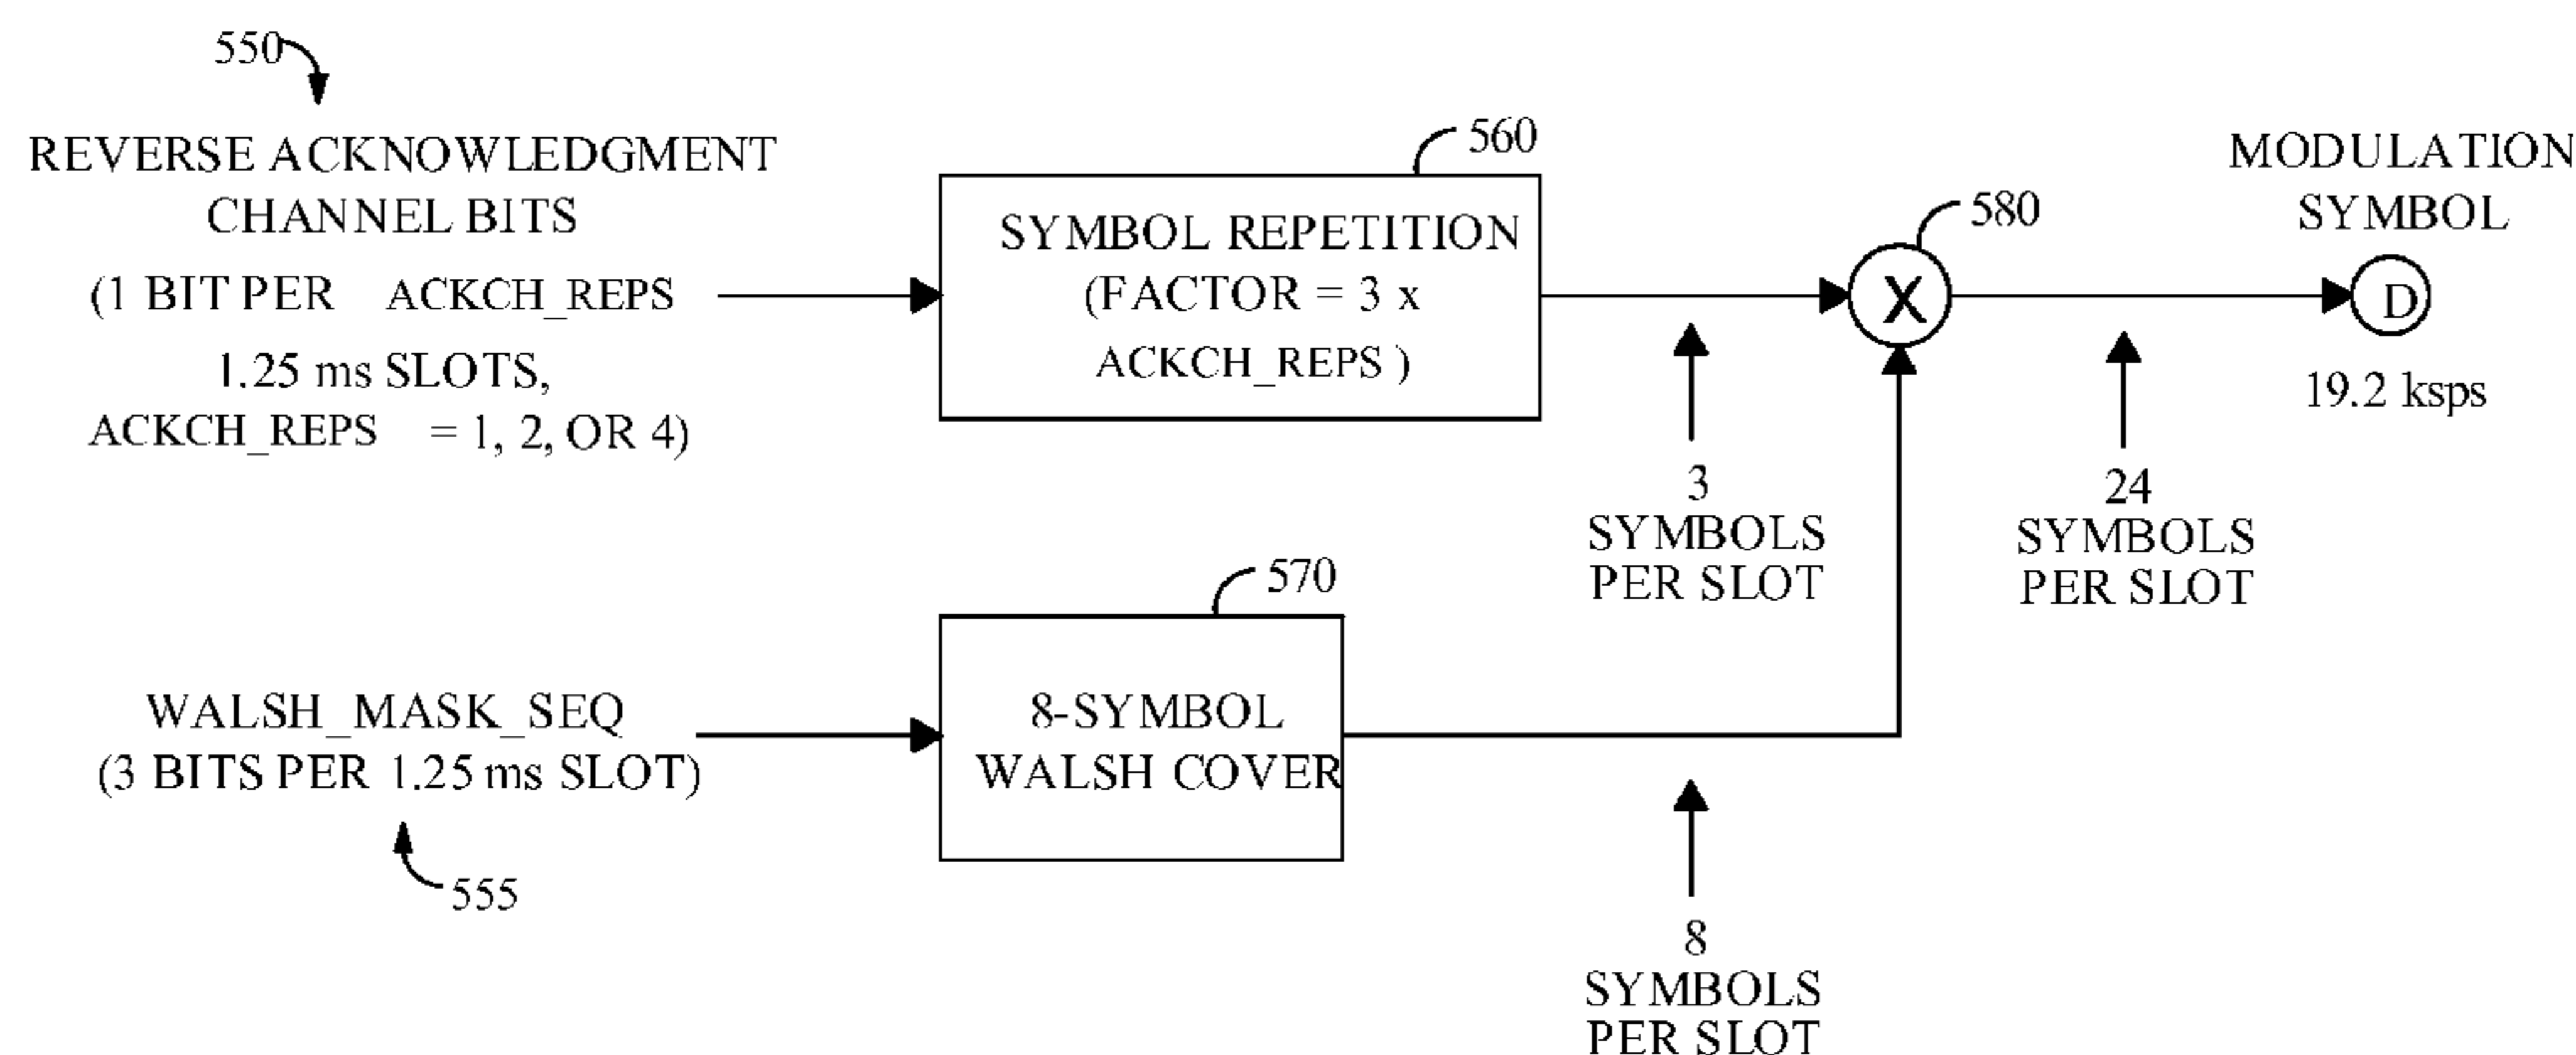 550
REVERSE ACKNOWLEDGMENT
CHANNEL BITS
(1 BIT PER ACKCH_REPS
1.25 ms SLOTS,
ACKCH_REPS = 1, 2, OR 4)
560
SYMBOL REPETITION
(FACTOR = 3 x
ACKCH_REPS )
580
X
MODULATION
SYMBOL
D
19.2 ksps
3
SYMBOLS
PER SLOT
24
SYMBOLS
PER SLOT
WALSH_MASK_SEQ
(3 BITS PER 1.25 ms SLOT)
555
570
8-SYMBOL
WALSH COVER
8
SYMBOLS
PER SLOT